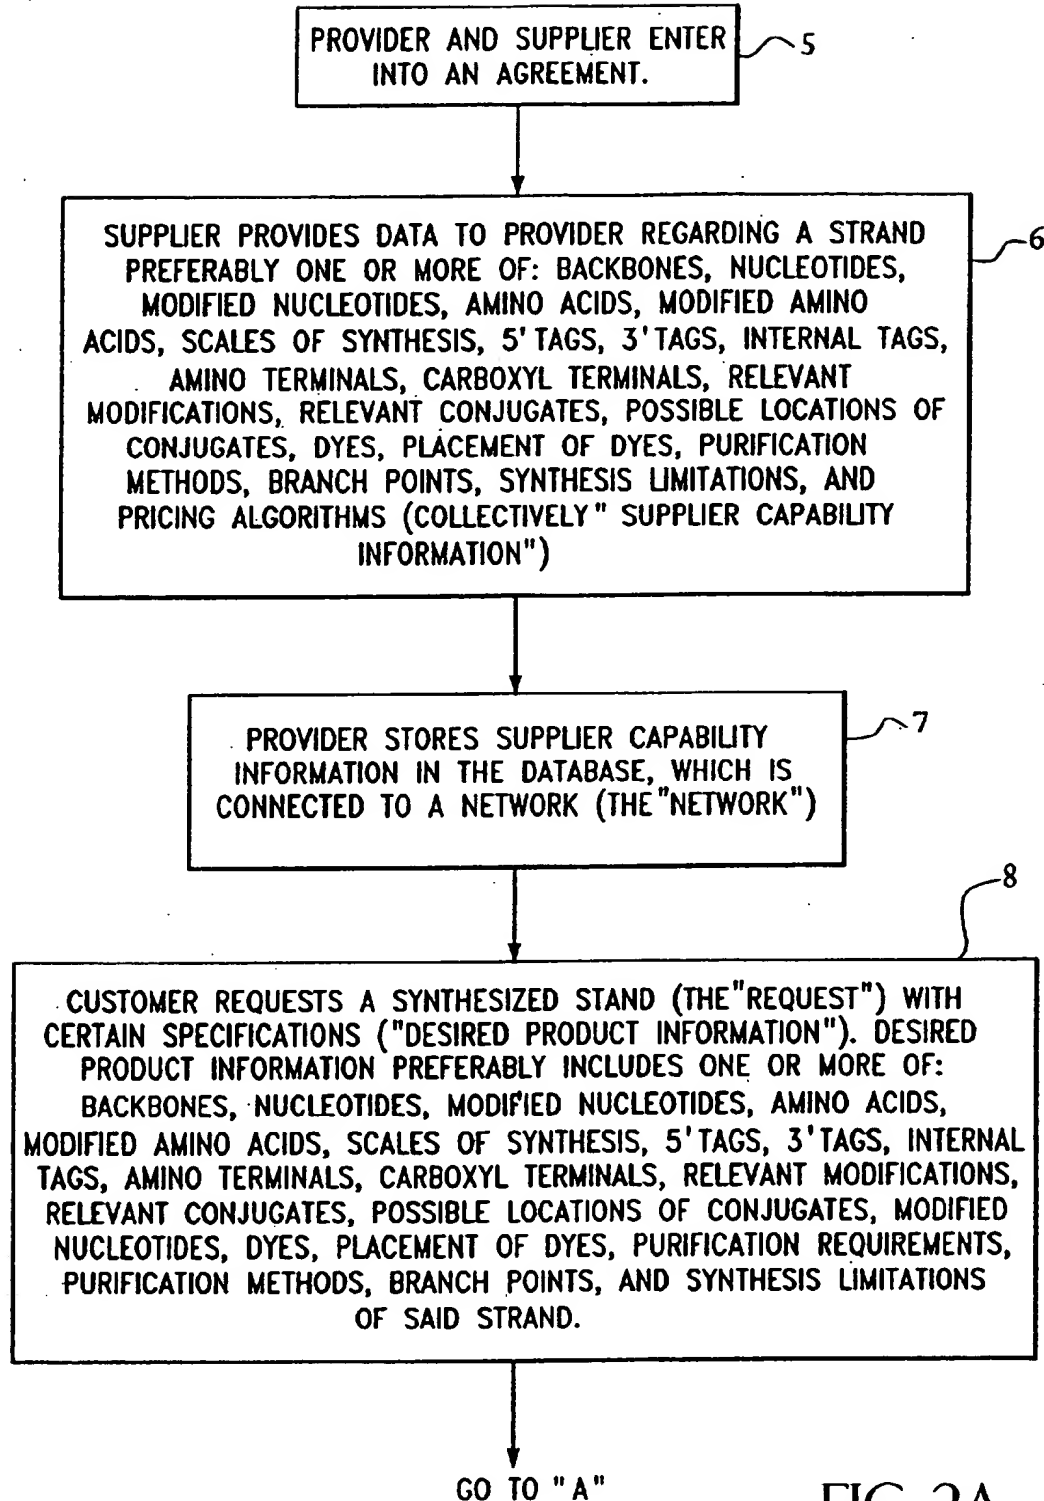 PROVIDER AND SUPPLIER ENTER
INTO AN AGREEMENT.
5
SUPPLIER PROVIDES DATA TO PROVIDER REGARDING A STRAND
PREFERABLY ONE OR MORE OF: BACKBONES, NUCLEOTIDES,
MODIFIED NUCLEOTIDES, AMINO ACIDS, MODIFIED AMINO
ACIDS, SCALES OF SYNTHESIS, 5' TAGS, 3' TAGS, INTERNAL TAGS,
AMINO TERMINALS, CARBOXYL TERMINALS, RELEVANT
MODIFICATIONS, RELEVANT CONJUGATES, POSSIBLE LOCATIONS OF
CONJUGATES, DYES, PLACEMENT OF DYES, PURIFICATION
METHODS, BRANCH POINTS, SYNTHESIS LIMITATIONS, AND
PRICING ALGORITHMS (COLLECTIVELY" SUPPLIER CAPABILITY
INFORMATION")
6
PROVIDER STORES SUPPLIER CAPABILITY
INFORMATION IN THE DATABASE, WHICH IS
CONNECTED TO A NETWORK (THE "NETWORK")
7
8
CUSTOMER REQUESTS A SYNTHESIZED STAND (THE "REQUEST") WITH
CERTAIN SPECIFICATIONS ("DESIRED PRODUCT INFORMATION"). DESIRED
PRODUCT INFORMATION PREFERABLY INCLUDES ONE OR MORE OF:
BACKBONES, NUCLEOTIDES, MODIFIED NUCLEOTIDES, AMINO ACIDS,
MODIFIED AMINO ACIDS, SCALES OF SYNTHESIS, 5' TAGS, 3' TAGS, INTERNAL
TAGS, AMINO TERMINALS, CARBOXYL TERMINALS, RELEVANT MODIFICATIONS,
RELEVANT CONJUGATES, POSSIBLE LOCATIONS OF CONJUGATES, MODIFIED
NUCLEOTIDES, DYES, PLACEMENT OF DYES, PURIFICATION REQUIREMENTS,
PURIFICATION METHODS, BRANCH POINTS, AND SYNTHESIS LIMITATIONS
OF SAID STRAND.
GO TO "A"
FIG. 2A